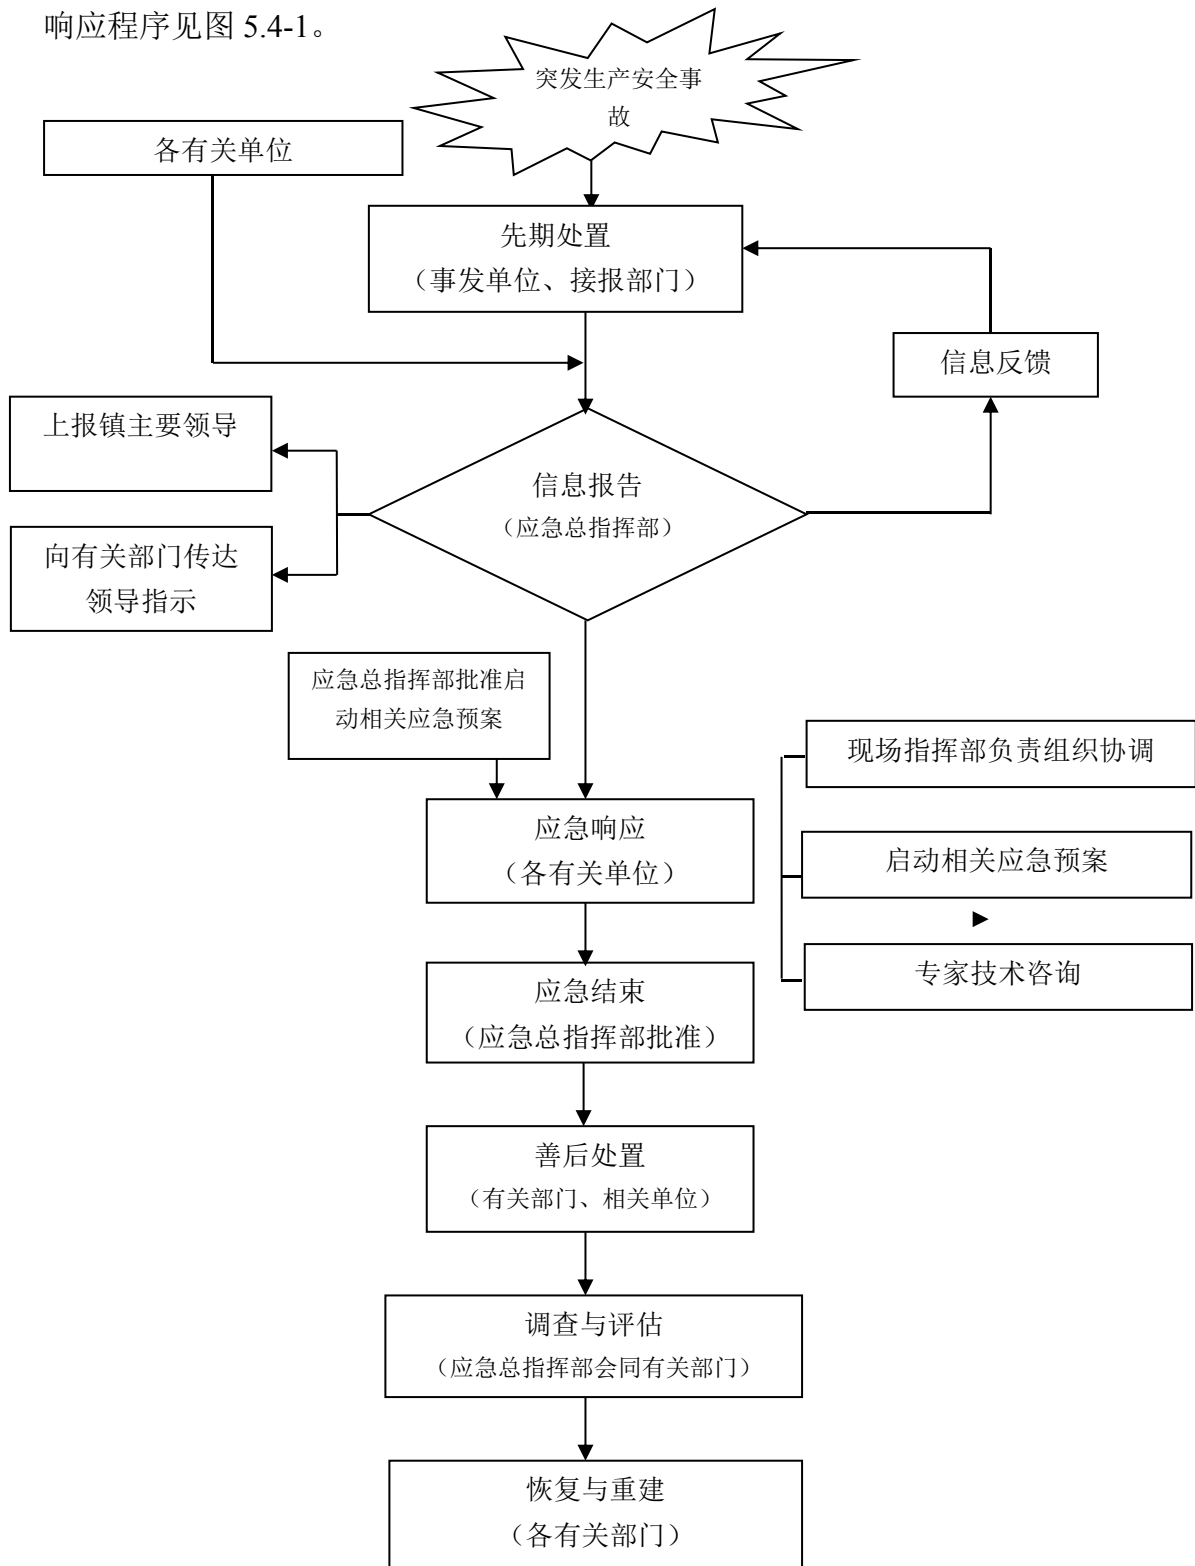 响应程序见图 5.4-1。
突发生产安全事
故
各有关单位
先期处置
（事发单位、接报部门）
信息反馈
上报镇主要领导
信息报告
（应急总指挥部）
向有关部门传达
领导指示
应急总指挥部批准启
动相关应急预案
现场指挥部负责组织协调
应急响应
（各有关单位）
启动相关应急预案
专家技术咨询
应急结束
（应急总指挥部批准）
善后处置
（有关部门、相关单位）
调查与评估
（应急总指挥部会同有关部门）
恢复与重建
（各有关部门）